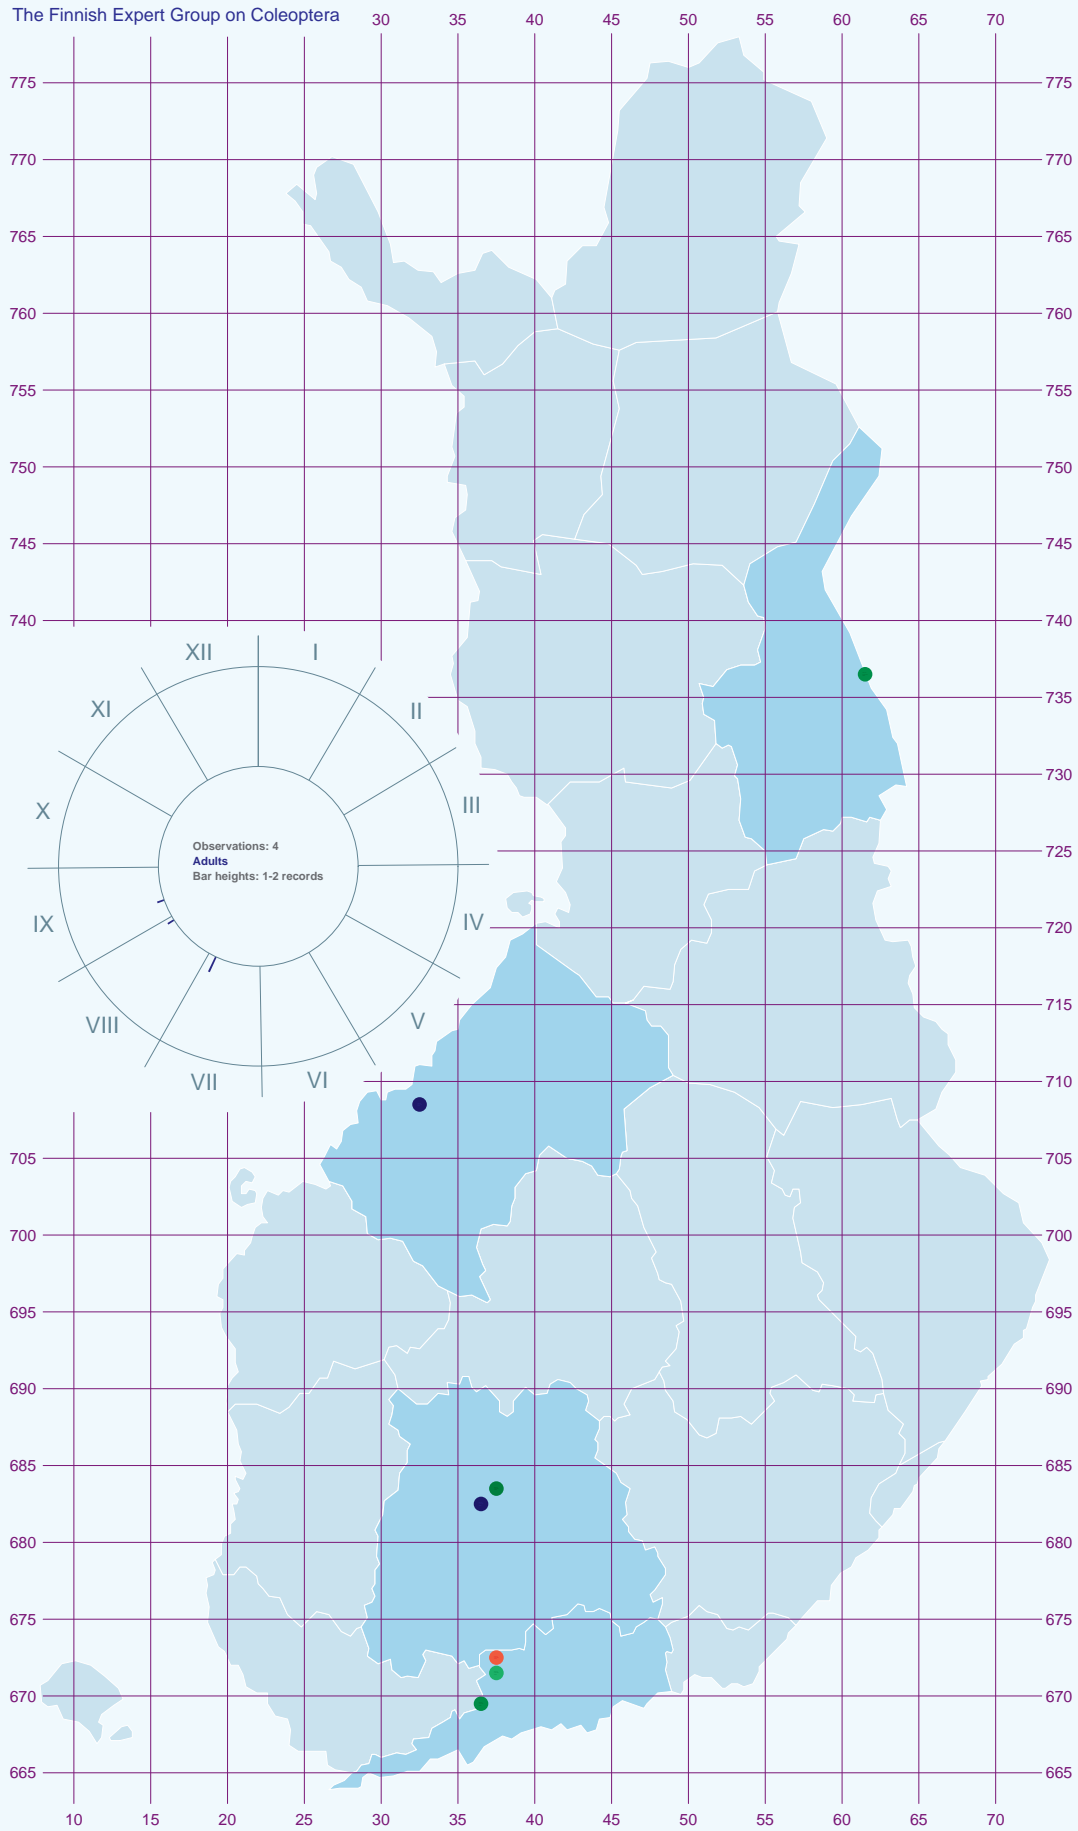 The Finnish Expert Group on Coleoptera
30 35 40 45 50 55 60 65 70
775 775
770 770
765 765
760 760
755 755
750 750
745 745
740 740
XII I
XI II
735
730
X III
Observations: 4
Adults
Bar heights: 1-2 records
725
IX IV
720
715
VIII V
VII VI
710
705 705
700 700
695 695
690 690
685 685
680 680
675 675
670 670
665 665
10 15 20 25 30 35 40 45 50 55 60 65 70